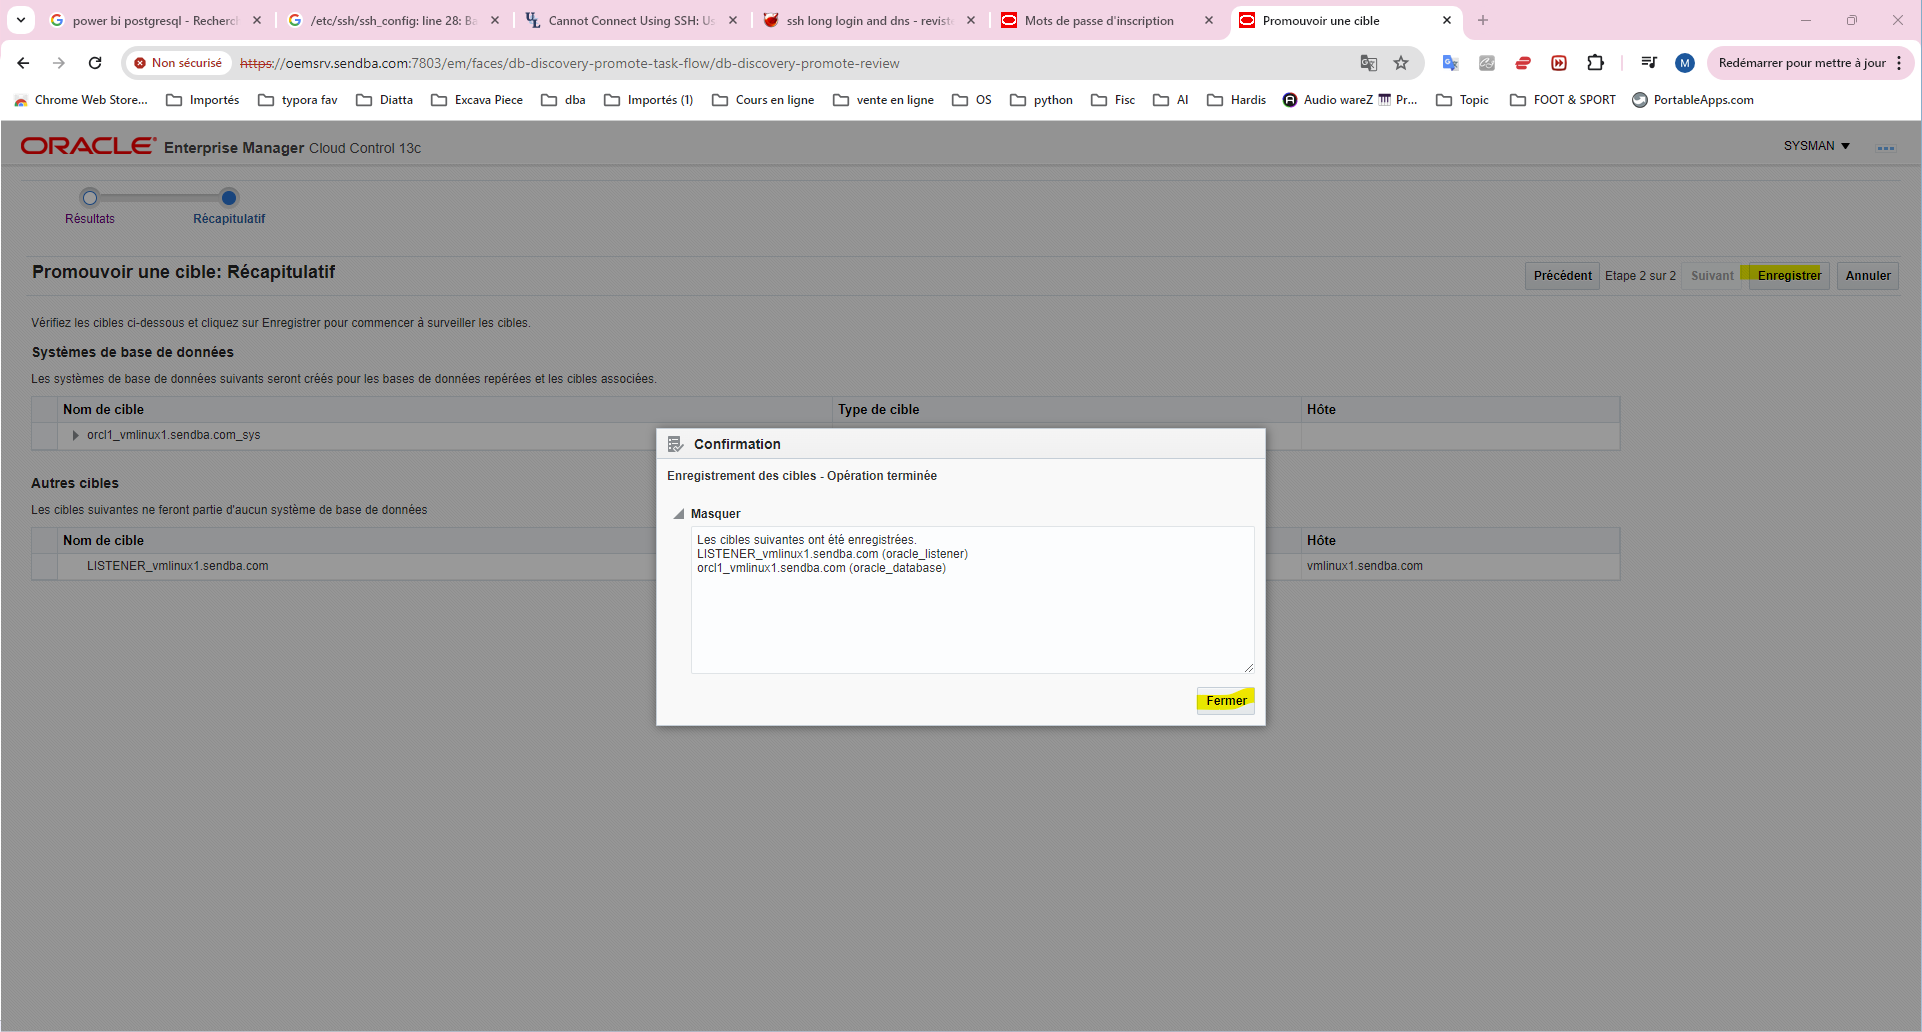 power bi postgresql - Recherch
/etc/ssh/ssh_config: line 28: Ba
Cannot Connect Using SSH: Us
ssh long login and dns - reviste
Mots de passe d'inscription
Promouvoir une cible
Non sécurisé
https://oemsrv.sendba.com:7803/em/faces/db-discovery-promote-task-flow/db-discovery-promote-review
M
Redémarrer pour mettre à jour
Chrome Web Store...
Importés
typora fav
Diatta
Excava Piece
dba
Importés (1)
Cours en ligne
vente en ligne
OS
python
Fisc
AI
Hardis
Audio wareZ
Pr...
Topic
FOOT & SPORT
PortableApps.com
ORACLE Enterprise Manager Cloud Control 13c
SYSMAN
Résultats
Récapitulatif
Promouvoir une cible: Récapitulatif
Précédent
Etape 2 sur 2
Suivant
Enregistrer
Annuler
Vérifiez les cibles ci-dessous et cliquez sur Enregistrer pour commencer à surveiller les cibles.
Systèmes de base de données
Les systèmes de base de données suivants seront créés pour les bases de données repérées et les cibles associées.
Nom de cible
Type de cible
Hôte
orcl1_vmlinux1.sendba.com_sys
Autres cibles
Les cibles suivantes ne feront partie d'aucun système de base de données
Nom de cible
Hôte
LISTENER_vmlinux1.sendba.com
vmlinux1.sendba.com
Confirmation
Enregistrement des cibles - Opération terminée
Masquer
Les cibles suivantes ont été enregistrées.
LISTENER_vmlinux1.sendba.com (oracle_listener)
orcl1_vmlinux1.sendba.com (oracle_database)
Fermer